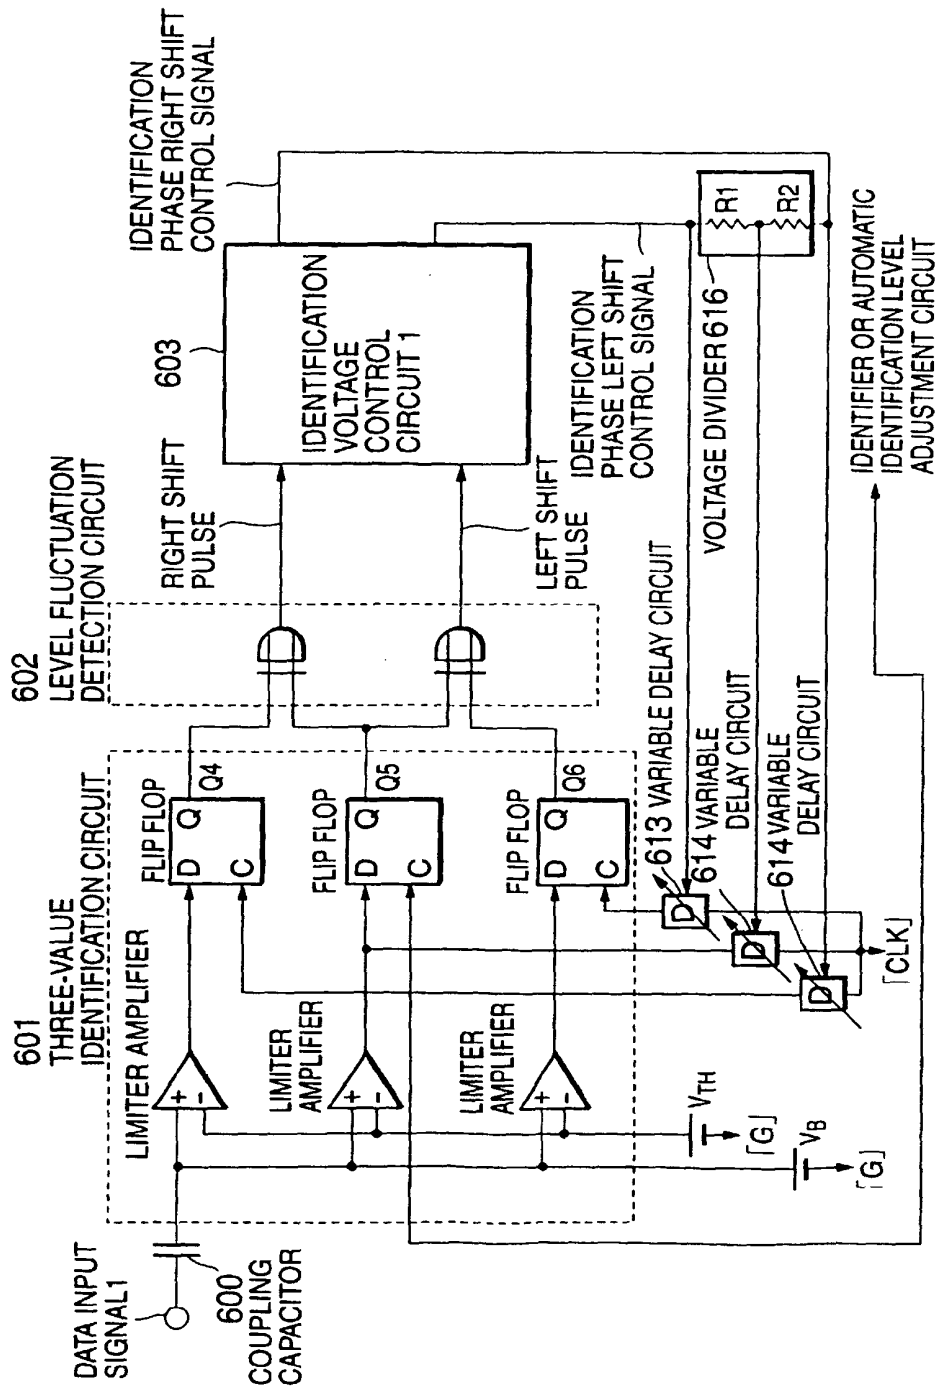 601
THREE-VALUE
IDENTIFICATION CIRCUIT
602
LEVEL FLUCTUATION
DETECTION CIRCUIT
603
IDENTIFICATION
PHASE RIGHT SHIFT
CONTROL SIGNAL
DATA INPUT
SIGNAL1
600
COUPLING
CAPACITOR
LIMITER AMPLIFIER
+
-
FLIP FLOP
D Q
C
Q4
RIGHT SHIFT
PULSE
IDENTIFICATION
VOLTAGE
CONTROL
CIRCUIT 1
LIMITER
AMPLIFIER
+
-
FLIP FLOP
D Q
C
Q5
LEFT SHIFT
PULSE
LIMITER
AMPLIFIER
+
-
FLIP FLOP
D Q
C
Q6
IDENTIFICATION
PHASE LEFT SHIFT
CONTROL SIGNAL
613 VARIABLE DELAY CIRCUIT
D
614 VARIABLE
DELAY CIRCUIT
D
614 VARIABLE
DELAY CIRCUIT
D
VOLTAGE DIVIDER 616
R1
R2
VTH
「G」
VB
「G」
「CLK」
IDENTIFIER OR AUTOMATIC
IDENTIFICATION LEVEL
ADJUSTMENT CIRCUIT